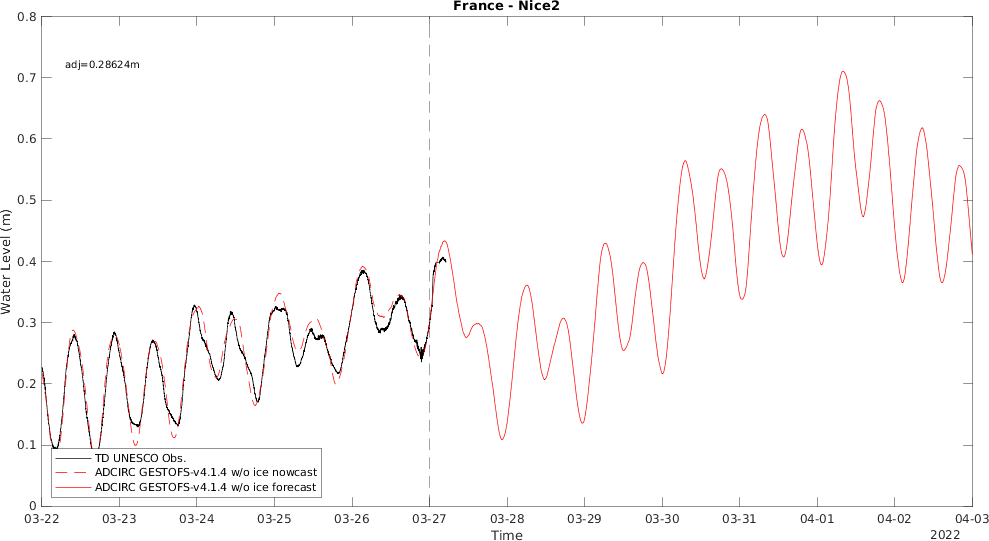 France - Nice2
0.8
0.7
0.6
0.5
0.4
0.3
0.2
0.1
0
Water Level (m)
adj=0.28624m
TD UNESCO Obs.
ADCIRC GESTOFS-v4.1.4 w/o ice nowcast
ADCIRC GESTOFS-v4.1.4 w/o ice forecast
03-22 03-23 03-24 03-25 03-26 03-27 03-28 03-29 03-30 03-31 04-01 04-02 04-03
Time
2022